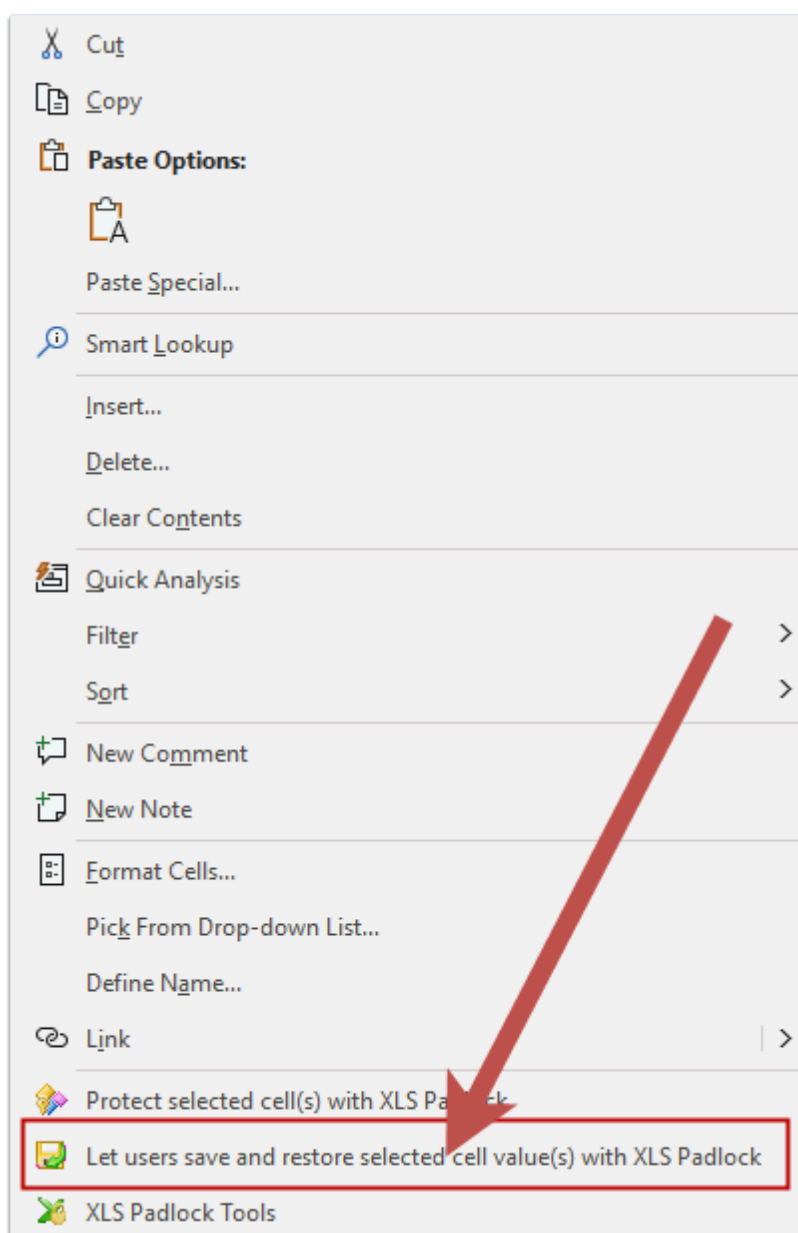 Cut
Copy
Paste Options:
A
Paste Special...
Smart Lookup
Insert...
Delete...
Clear Contents
Quick Analysis
Filter
Sort
New Comment
New Note
Format Cells...
Pick From Drop-down List...
Define Name...
Link
Protect selected cell(s) with XLS Padlock
Let users save and restore selected cell value(s) with XLS Padlock
XLS Padlock Tools